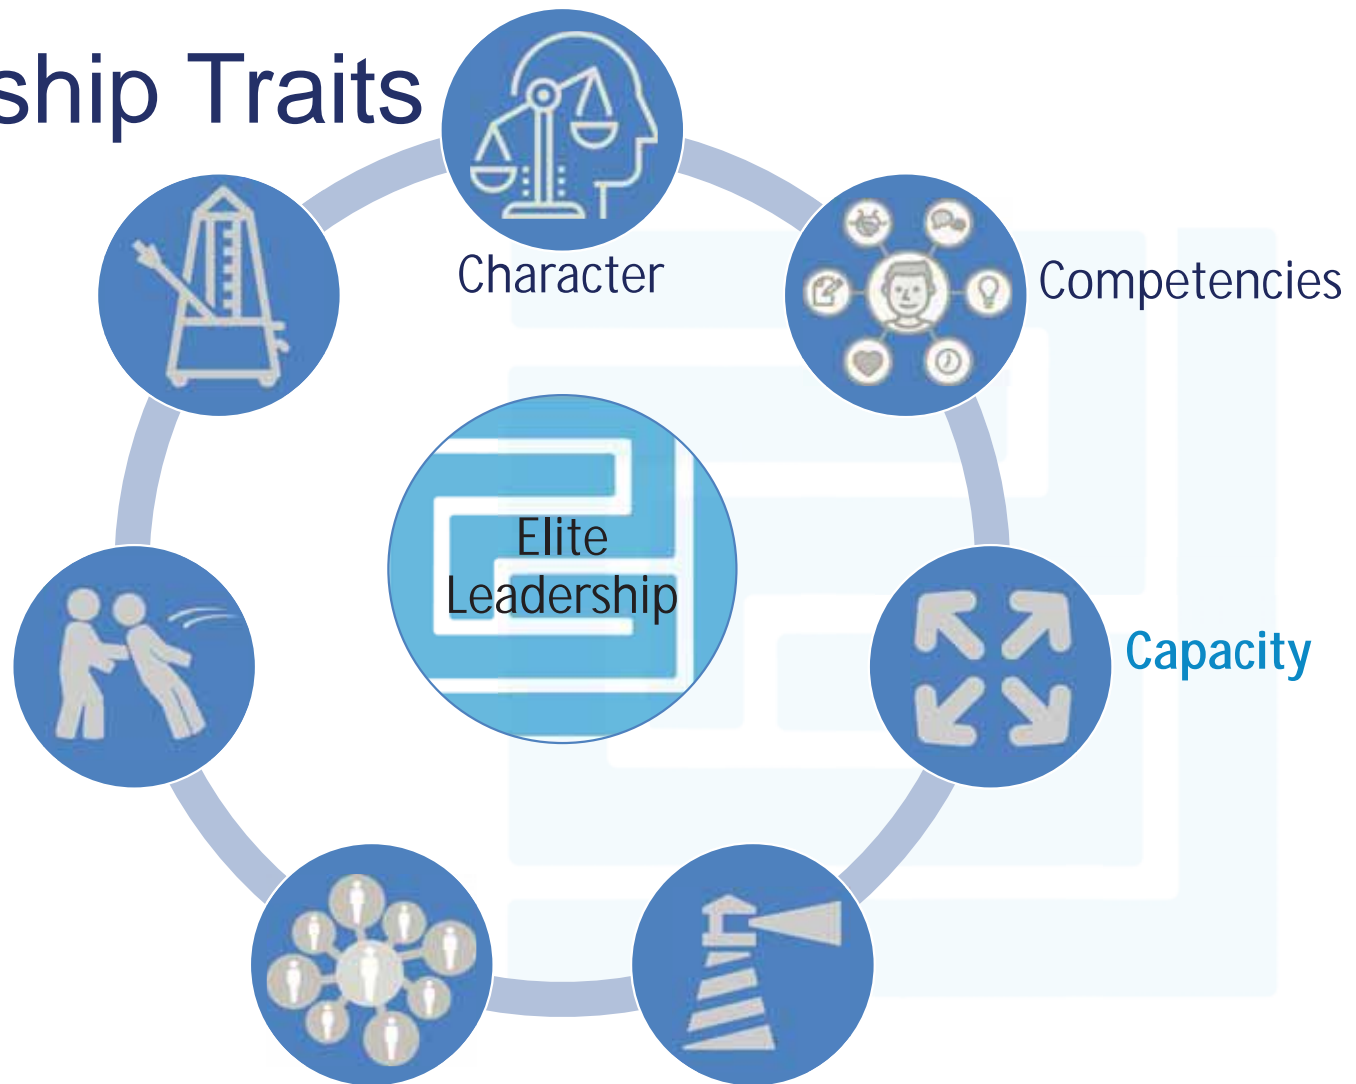 ship Traits
Character
Competencies
Elite
Leadership
Capacity